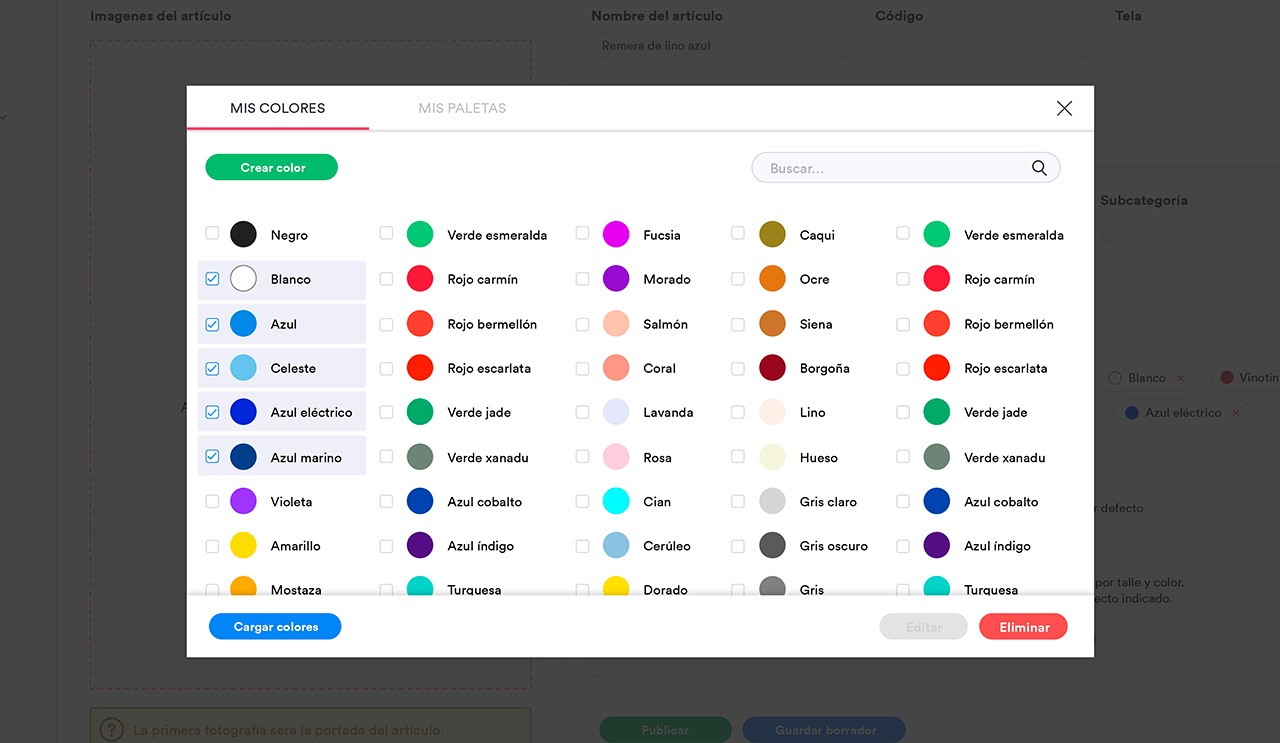 Imagenes del artículo
Nombre del artículo
Código
Tela
Remera de lino azul
MIS COLORES
MIS PALETAS
Crear color
Buscar...
Subcategoría
Negro
Verde esmeralda
Fucsia
Caqui
Verde esmeralda
Blanco
Rojo carmín
Morado
Ocre
Rojo carmín
Azul
Rojo bermellón
Salmón
Siena
Rojo bermellón
Celeste
Rojo escarlata
Coral
Borgoña
Rojo escarlata
Blanco
Vinotin
Azul eléctrico
Verde jade
Lavanda
Lino
Verde jade
Azul eléctrico
Azul marino
Verde xanadu
Rosa
Hueso
Verde xanadu
Violeta
Azul cobalto
Cian
Gris claro
Azul cobalto
r defecto
Amarillo
Azul índigo
Cerúleo
Gris oscuro
Azul índigo
Mostaza
Turquesa
Dorado
Gris
Turquesa
por talle y color.
ecto indicado.
Cargar colores
Editar
Eliminar
? La primera fotografía será la portada del artículo.
Publicar
Guardar borrador